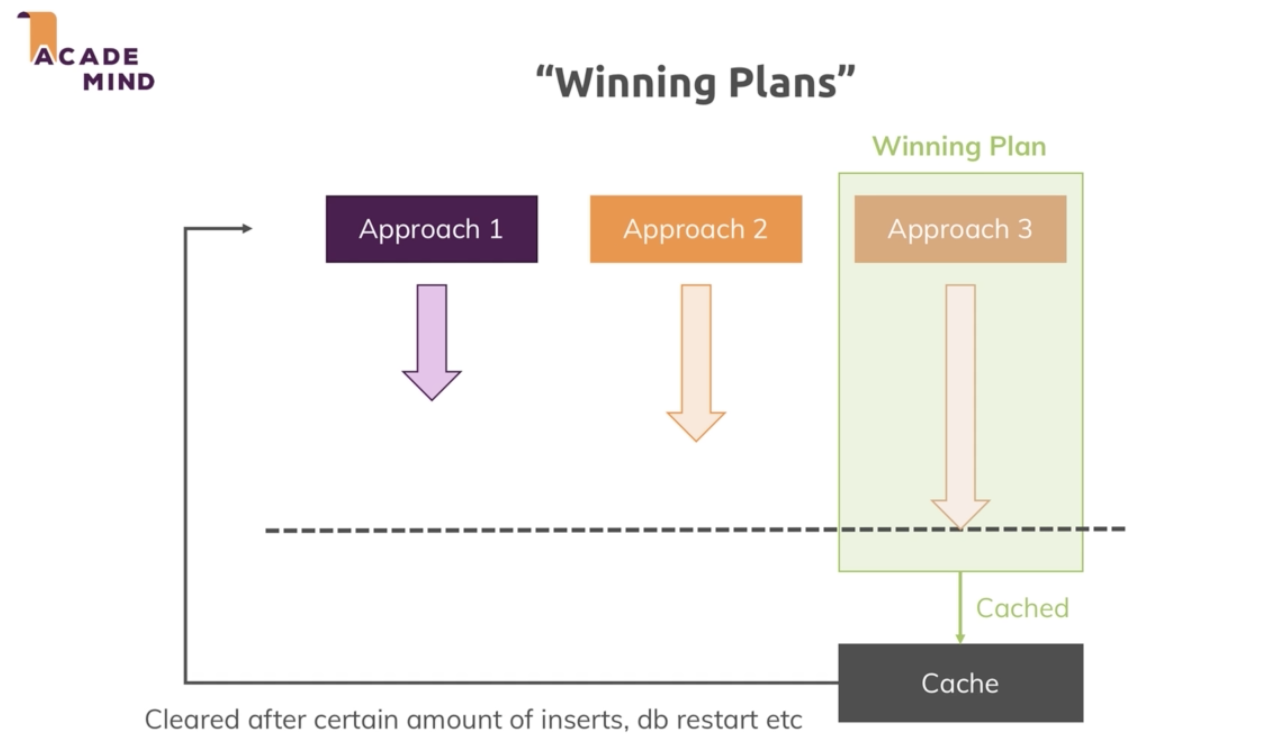 ACADE
MIND
“Winning Plans”
Winning Plan
Approach 1
Approach 2
Approach 3
Cached
Cache
Cleared after certain amount of inserts, db restart etc